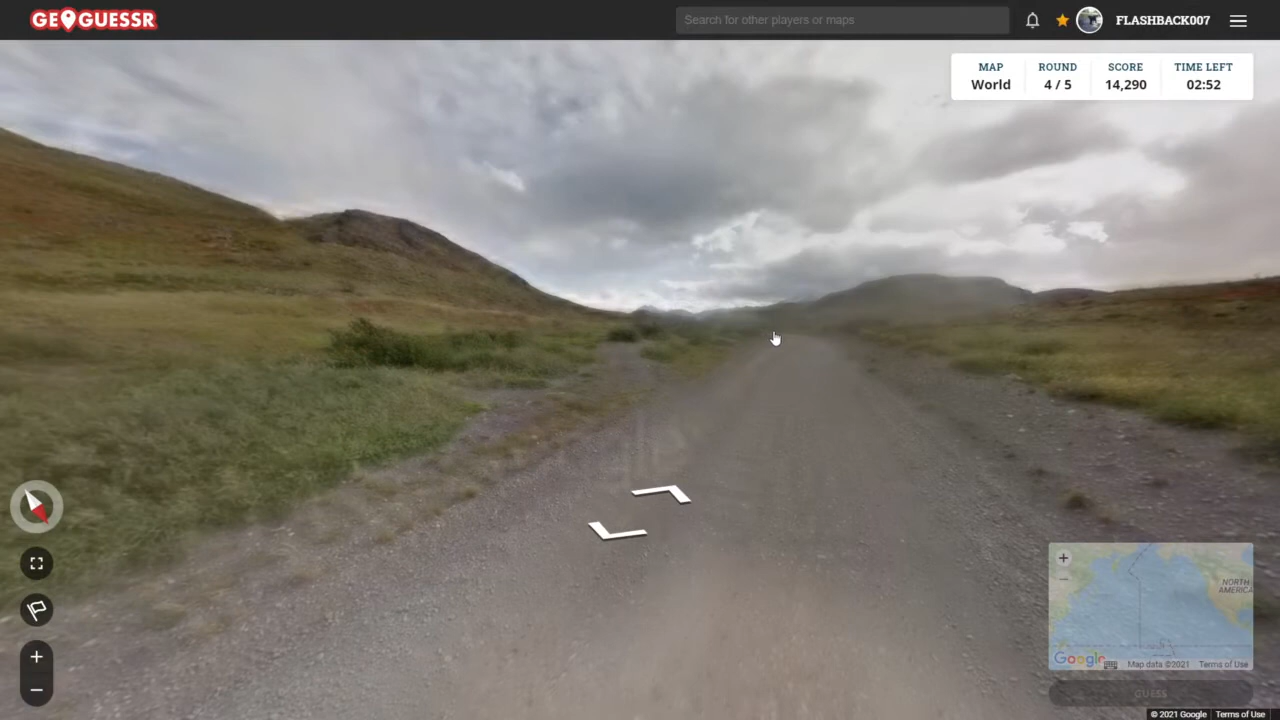 GEOGUESSR
Search for other players or maps
FLASHBACK007
MAP
World
ROUND
4 / 5
SCORE
14,290
TIME LEFT
02:52
NORTH
AMERICA
Google
Map data ©2021
Terms of Use
GUESS
© 2021 Google
Terms of Use